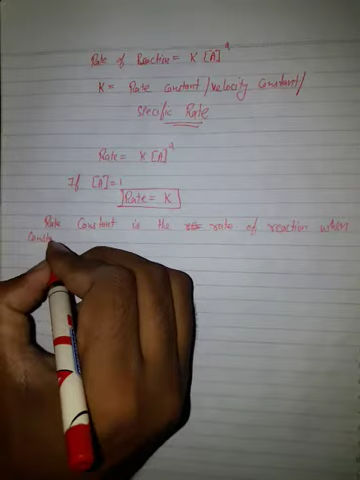 Rate of Reaction = K [A]^a
K = Rate constant / velocity constant /
Specific Rate
Rate = K [A]^a
If [A] = 1
Rate = K
Rate Constant is the rate of reaction when
Conste